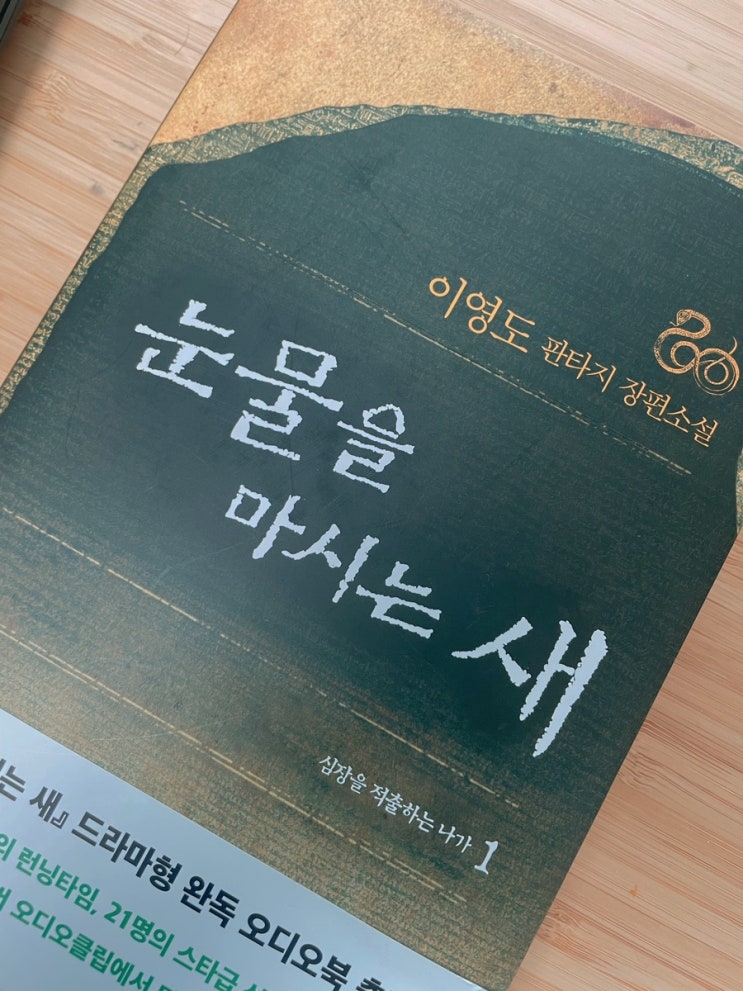 이영도 판타지 장편소설
눈물을
마시는 새
심장을 적출하는 나가 1
는 새』 드라마형 완독 오디오북
의 런닝타임, 21명의 스타급
오디오클럽에서